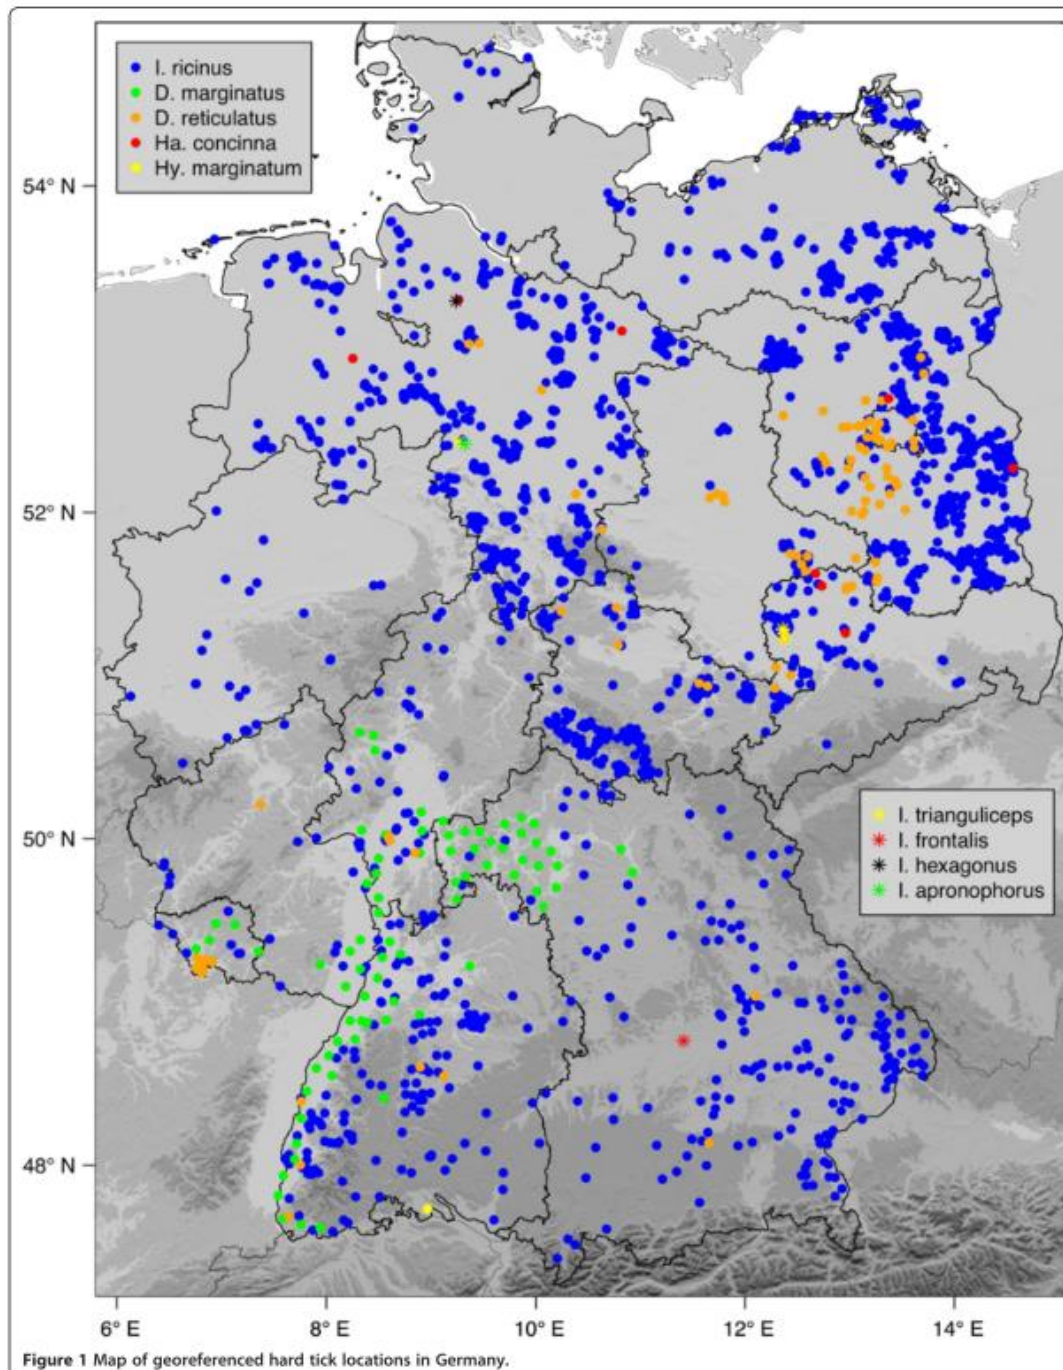 I. ricinus
D. marginatus
D. reticulatus
Ha. concinna
Hy. marginatum
54° N
52° N
50° N
I. trianguliceps
I. frontalis
I. hexagonus
I. apronophorus
48° N
6° E 8° E 10° E 12° E 14° E
Figure 1 Map of georeferenced hard tick locations in Germany.